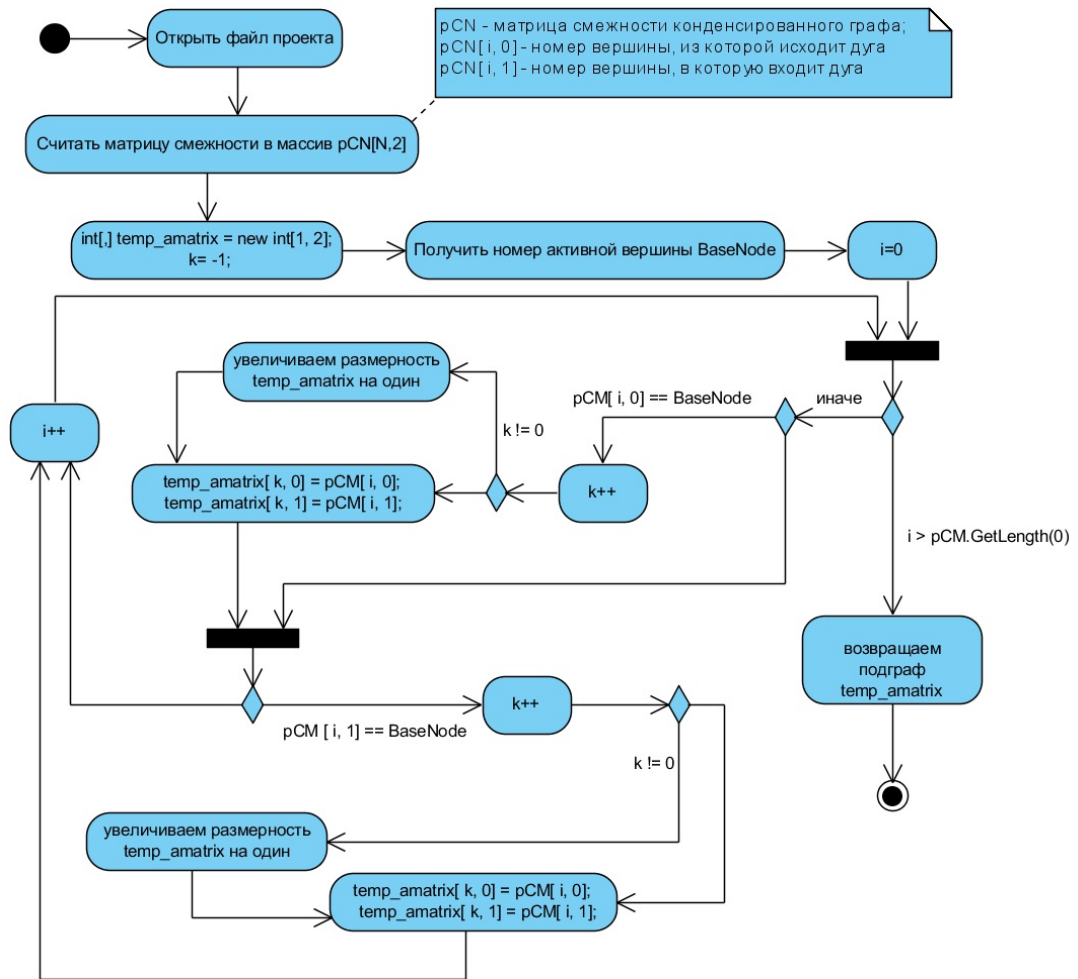 Открыть файл проекта
pCN - матрица смежности конденсированного графа;
pCN[ i, 0] - номер вершины, из которой исходит дуга
pCN[ i, 1] - номер вершины, в которую входит дуга
Считать матрицу смежности в массив pCN[N,2]
int[,] temp_amatrix = new int[1, 2];
k= -1;
Получить номер активной вершины BaseNode
i=0
увеличиваем размерность
temp_amatrix на один
pCM[ i, 0] == BaseNode
иначе
i++
k != 0
temp_amatrix[ k, 0] = pCM[ i, 0];
temp_amatrix[ k, 1] = pCM[ i, 1];
k++
i > pCM.GetLength(0)
возвращаем
подграф
temp_amatrix
k++
pCM [ i, 1] == BaseNode
k != 0
увеличиваем размерность
temp_amatrix на один
temp_amatrix[ k, 0] = pCM[ i, 0];
temp_amatrix[ k, 1] = pCM[ i, 1];